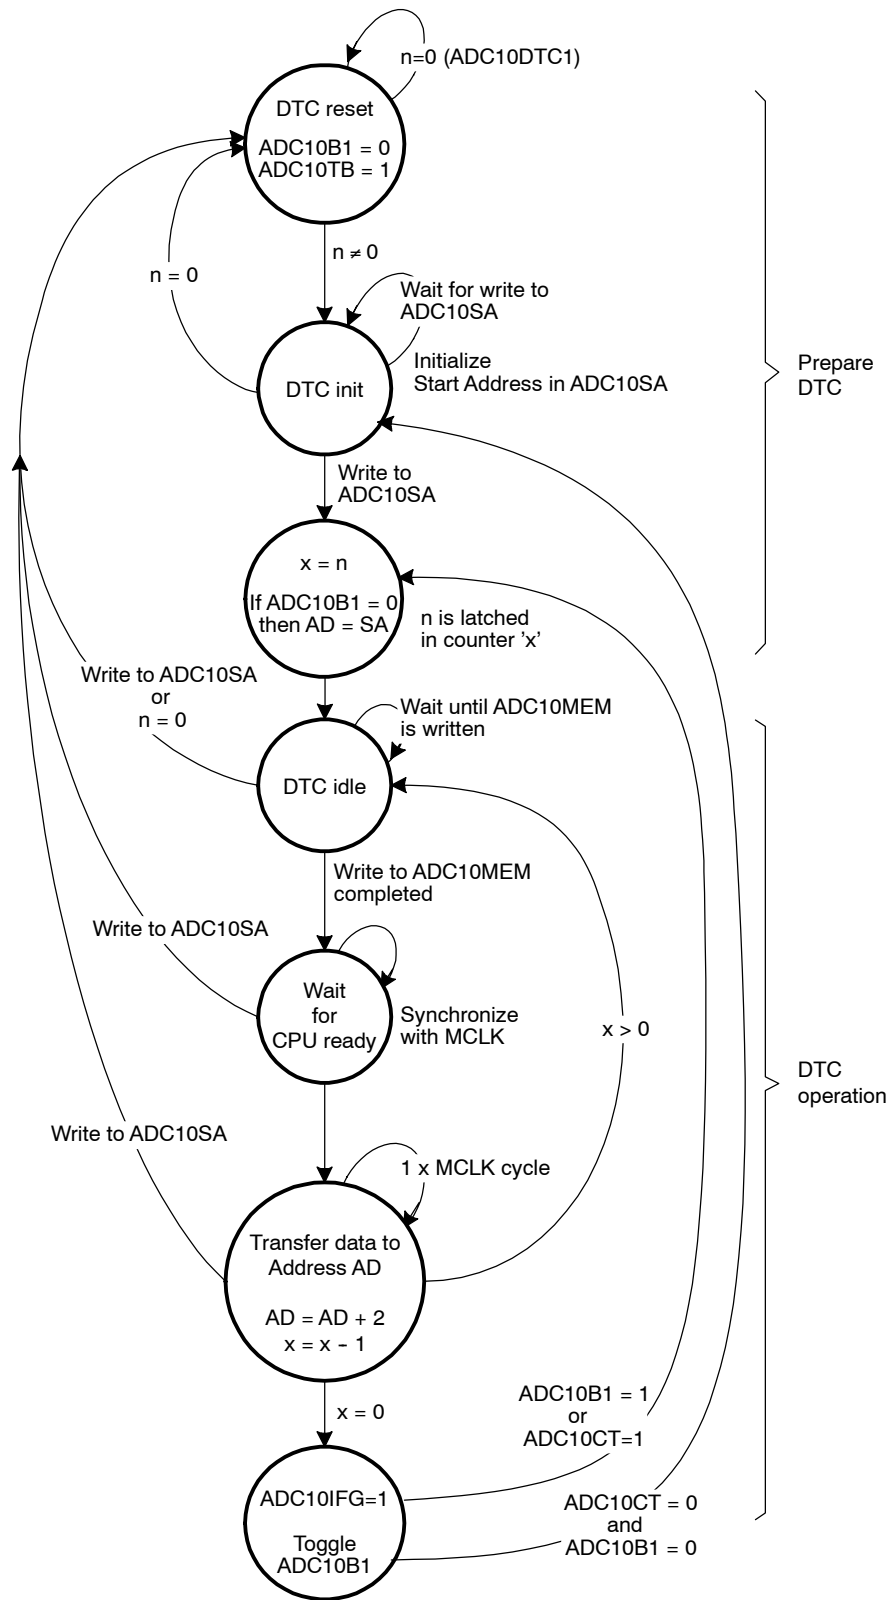 n=0 (ADC10DTC1)
DTC reset
ADC10B1 = 0
ADC10TB = 1
n ≠ 0
n = 0
Wait for write to
ADC10SA
Initialize
Start Address in ADC10SA
DTC init
Prepare
DTC
Write to
ADC10SA
x = n
If ADC10B1 = 0
then AD = SA
n is latched
in counter ’x’
Write to ADC10SA
or
n = 0
Wait until ADC10MEM
is written
DTC idle
Write to ADC10MEM
completed
Write to ADC10SA
Wait
for
CPU ready
Synchronize
with MCLK
x > 0
DTC
operation
Write to ADC10SA
1 x MCLK cycle
Transfer data to
Address AD
AD = AD + 2
x = x - 1
x = 0
ADC10B1 = 1
or
ADC10CT=1
ADC10IFG=1
Toggle
ADC10B1
ADC10CT = 0
and
ADC10B1 = 0